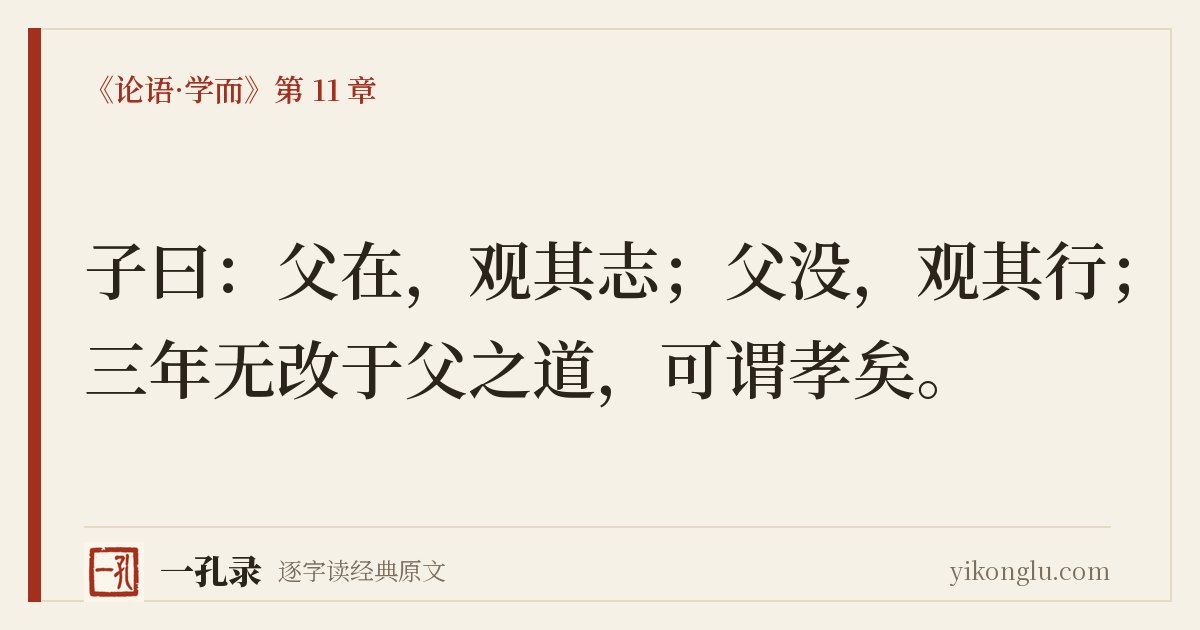 《论语·学而》第 11 章
子曰：父在，观其志；父没，观其行；
三年无改于父之道，可谓孝矣。
一孔
一孔录 逐字读经典原文 yikonglu.com